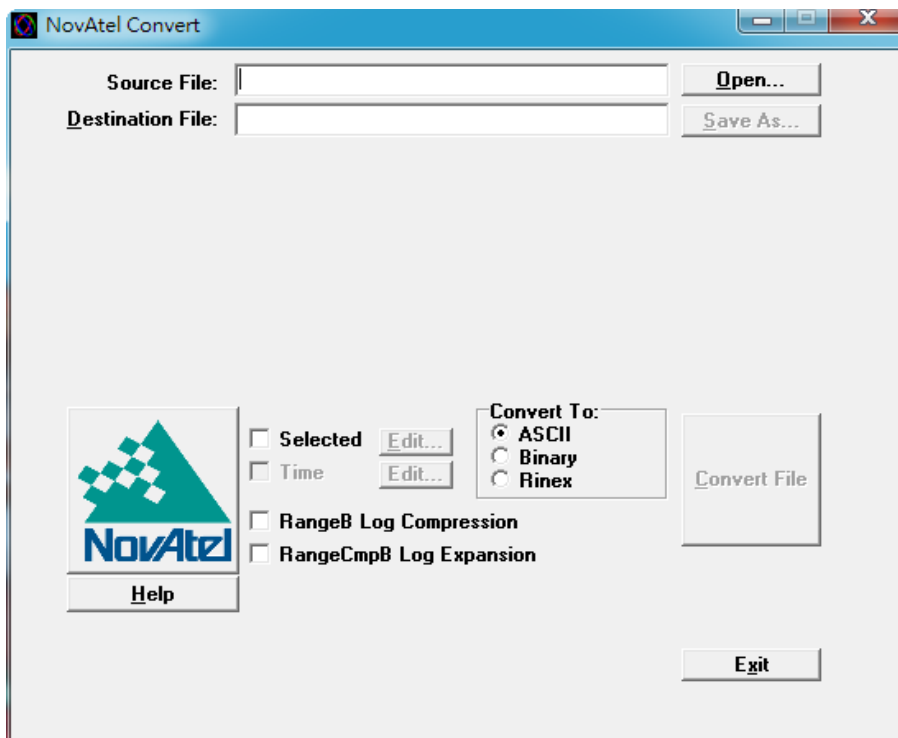 NovAtel Convert
Source File:
Open...
Destination File:
Save As...
Selected
Edit...
Time
Edit...
Convert To:
ASCII
Binary
Rinex
Convert File
RangeB Log Compression
RangeCmpB Log Expansion
NovAtel
Help
Exit